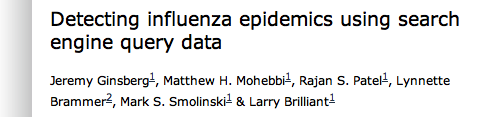 Detecting influenza epidemics using search
engine query data
Jeremy Ginsberg1, Matthew H. Mohebbi1, Rajan S. Patel1, Lynnette
Brammer2, Mark S. Smolinski1 & Larry Brilliant1